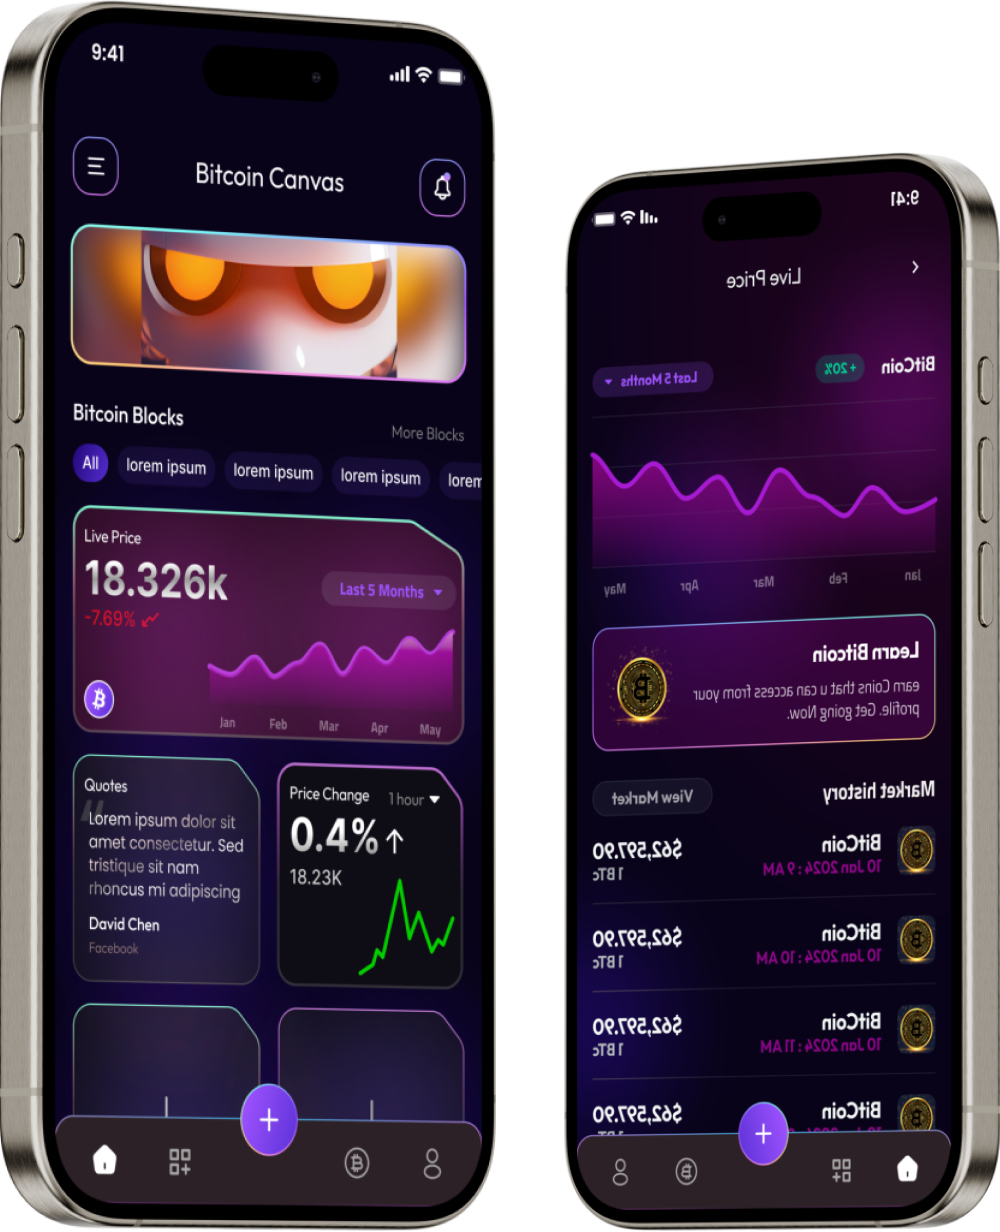 9:41
Bitcoin Canvas
Bitcoin Blocks
More Blocks
All lorem ipsum lorem ipsum lorem ipsum lorem
Live Price
18.326k
Last 5 Months
-7.69%
Jan Feb Mar Apr May
Quotes
Lorem ipsum dolor sit
amet consectetur. Sed
tristique sit nam
rhoncus mi adipiscing
David Chen
Facebook
Price Change 1 hour
0.4%
18.23K
9:41
Live Price
BitCoin +20% Last 5 Months
Jan Feb Mar Apr May
Learn Bitcoin
earn Coins that u can access from your
profile. Get going Now.
Market history View Market
BitCoin $62,597.90
10 Jan 2024 : 9 AM 1 BTc
BitCoin $62,597.90
10 Jan 2024 : 10 AM 1 BTc
BitCoin $62,597.90
10 Jan 2024 : 11 AM 1 BTc
BitCoin $62,597.90